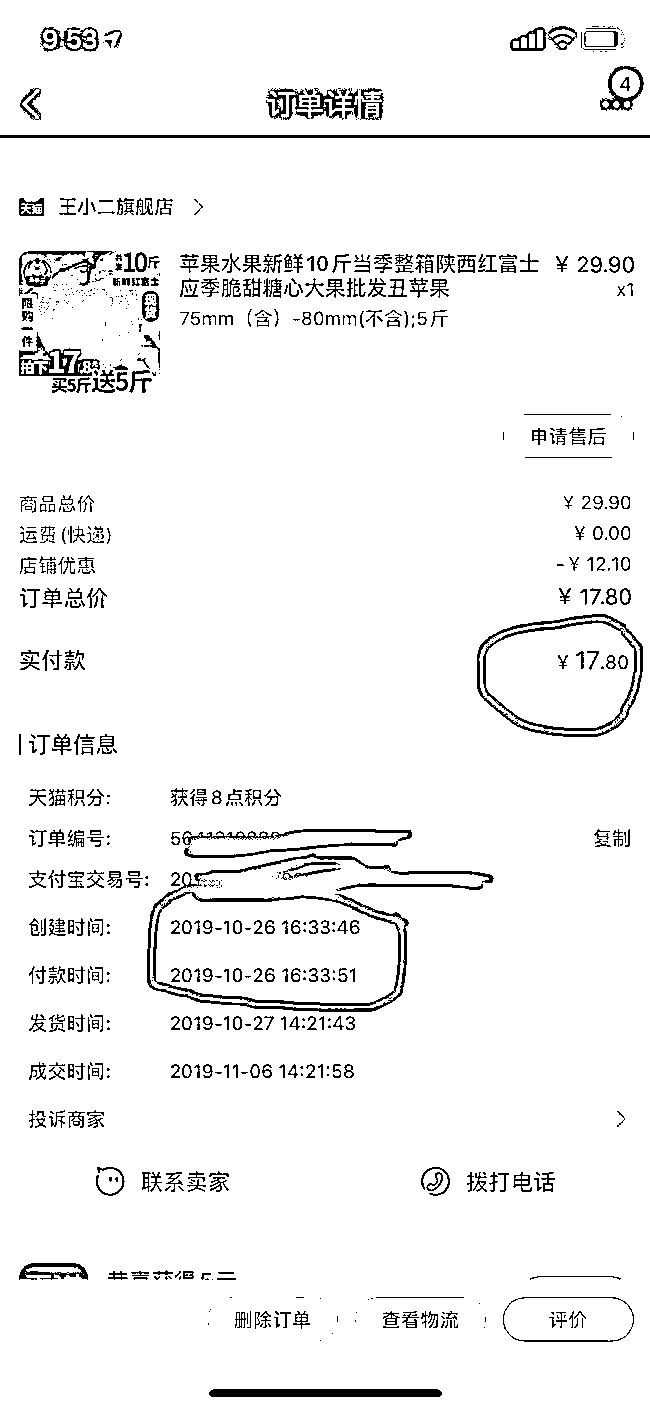 9:53
订单详情
4
天猫 王小二旗舰店
10斤
新鲜红富士
限购一件
拍下17.8
买5斤送5斤
苹果水果新鲜10斤当季整箱陕西红富士 ¥ 29.90
应季脆甜糖心大果批发丑苹果 x1
75mm（含）-80mm(不含);5斤
申请售后
商品总价 ¥ 29.90
运费(快递) ¥ 0.00
店铺优惠 -¥ 12.10
订单总价 ¥ 17.80
实付款 ¥ 17.80
订单信息
天猫积分: 获得8点积分
订单编号: 复制
支付宝交易号: 20
创建时间: 2019-10-26 16:33:46
付款时间: 2019-10-26 16:33:51
发货时间: 2019-10-27 14:21:43
成交时间: 2019-11-06 14:21:58
投诉商家
联系卖家 拨打电话
删除订单 查看物流 评价